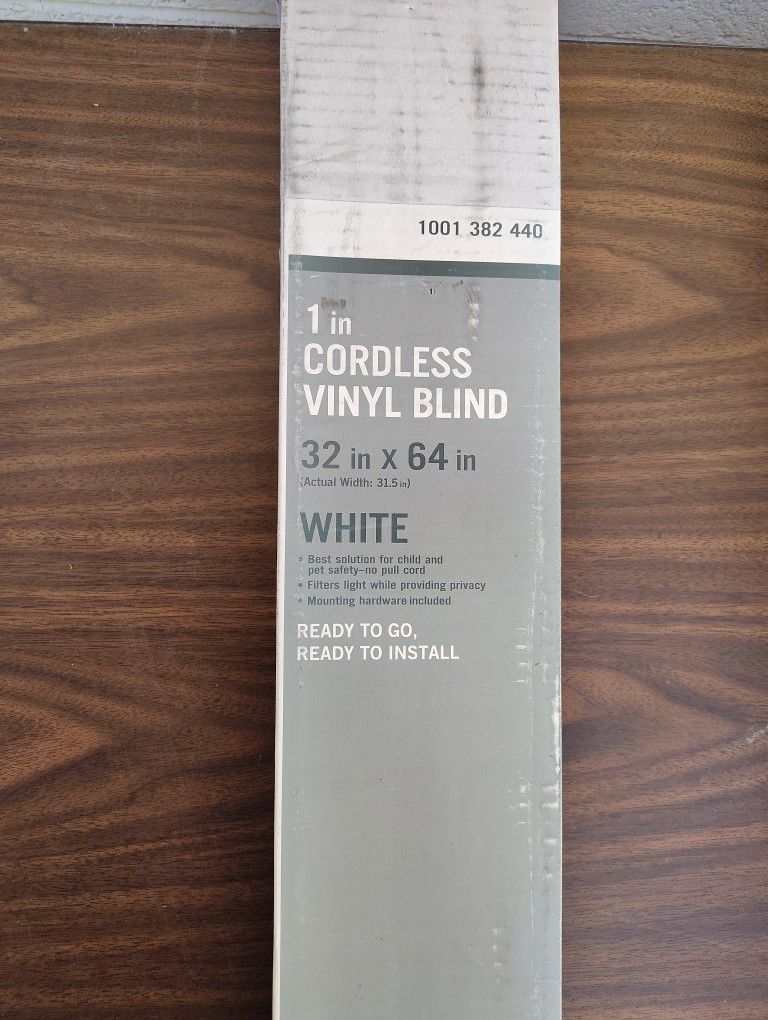 1001 382 440
1 in
CORDLESS
VINYL BLIND
32 in x 64 in
(Actual Width: 31.5 in)
WHITE
• Best solution for child and
pet safety–no pull cord
• Filters light while providing privacy
• Mounting hardware included
READY TO GO,
READY TO INSTALL